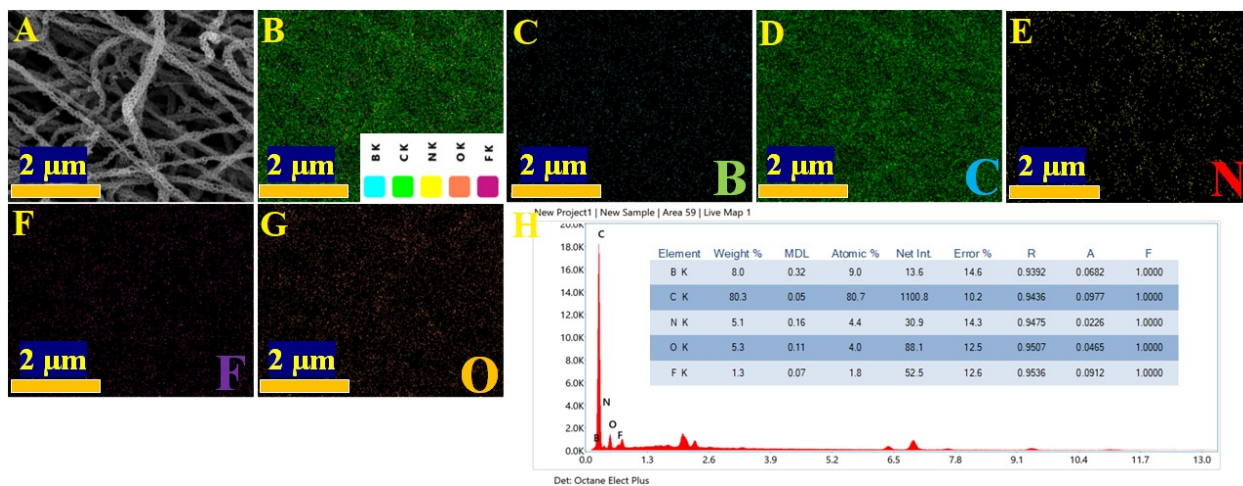 A
2 μm
B
B K
C K
N K
O K
F K
2 μm
C
2 μm
B
D
2 μm
C
E
2 μm
N
F
2 μm
F
G
2 μm
O
H
New Project1 | New Sample | Area 59 | Live Map 1
20.0K
18.0K
16.0K
14.0K
12.0K
10.0K
8.0K
6.0K
4.0K
2.0K
0.0K
C
N
B
O
F
Element Weight % MDL Atomic % Net Int. Error% R A F
B K 8.0 0.32 9.0 13.6 14.6 0.9392 0.0682 1.0000
C K 80.3 0.05 80.7 1100.8 10.2 0.9436 0.0977 1.0000
N K 5.1 0.16 4.4 30.9 14.3 0.9475 0.0226 1.0000
O K 5.3 0.11 4.0 88.1 12.5 0.9507 0.0465 1.0000
F K 1.3 0.07 1.8 52.5 12.6 0.9536 0.0912 1.0000
0.0 1.3 2.6 3.9 5.2 6.5 7.8 9.1 10.4 11.7 13.0
Det: Octane Elect Plus